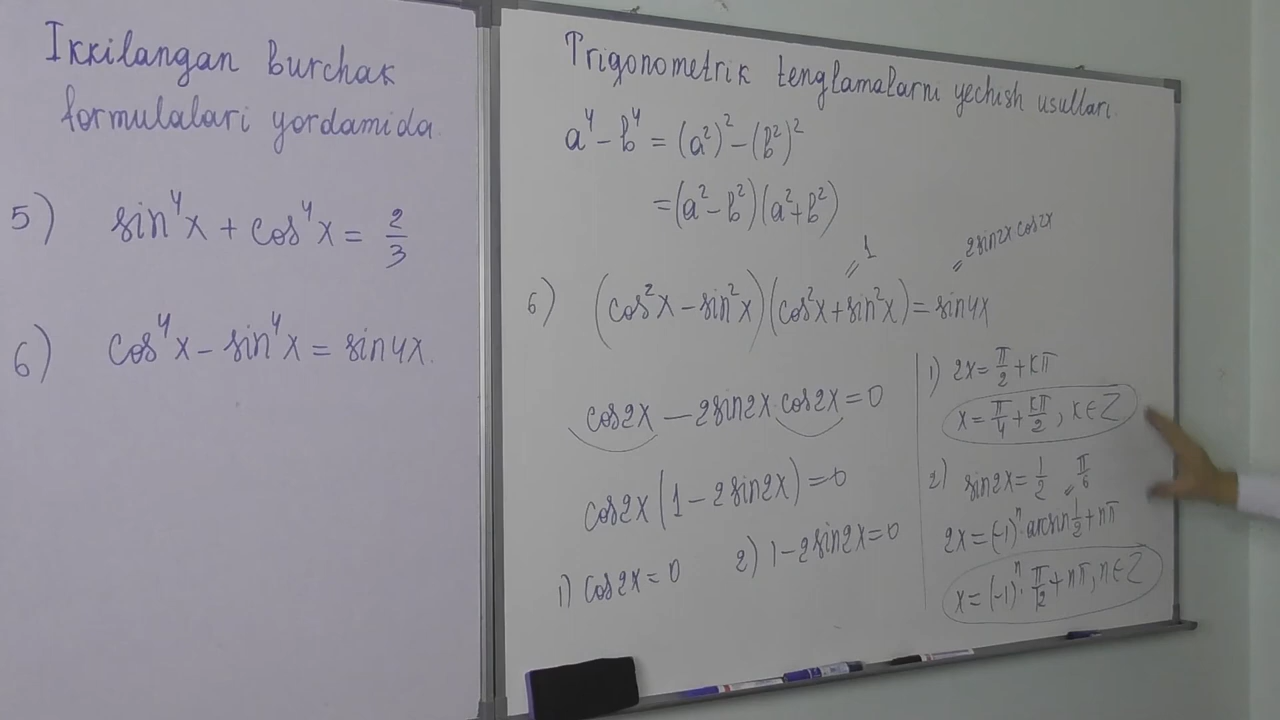 Ikkilangan burchak
formulalari yordamida
5) sin⁴x + cos⁴x = 2/3
6) cos⁴x − sin⁴x = sin4x.
Trigonometrik tenglamalarni yechish usullari.
a⁴ − b⁴ = (a²)² − (b²)²
= (a² − b²)(a² + b²)
= 1
= 2sin2x cos2x
6) (cos²x − sin²x)(cos²x + sin²x) = sin4x
cos2x − 2sin2x cos2x = 0
cos2x(1 − 2sin2x) = 0
1) cos2x = 0 2) 1 − 2sin2x = 0
1) 2x = π/2 + kπ
x = π/4 + kπ/2, k ∈ Z
2) sin2x = 1/2
= π/6
2x = (−1)ⁿ · arcsin 1/2 + nπ
x = (−1)ⁿ · π/12 + nπ, n ∈ Z